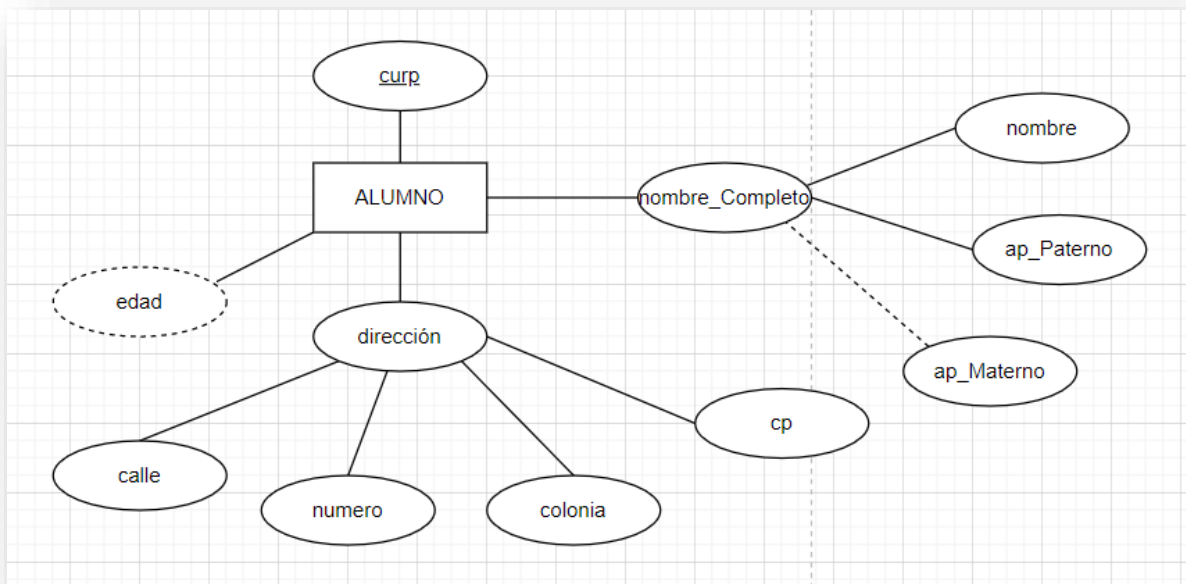 curp
nombre
ALUMNO
nombre_Completo
ap_Paterno
edad
dirección
ap_Materno
cp
calle
numero
colonia